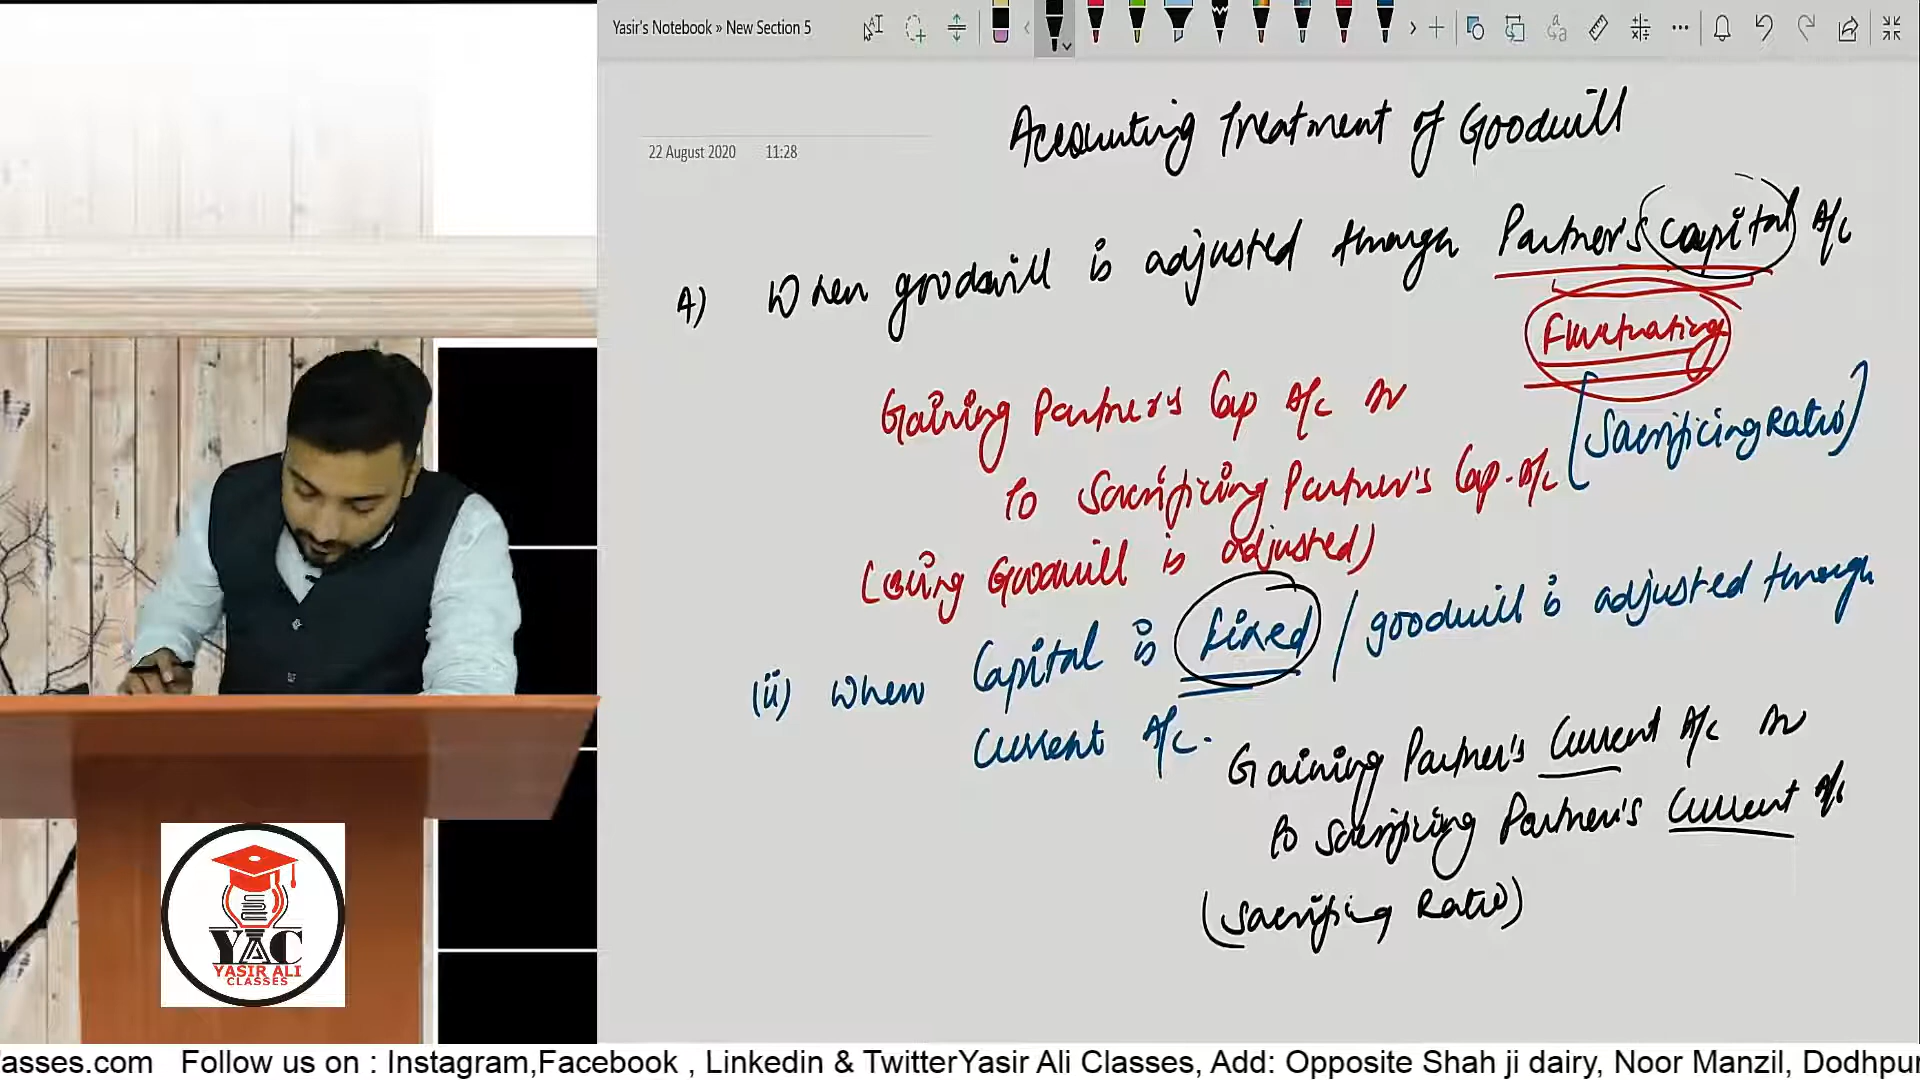 Yasir's Notebook » New Section 5
22 August 2020 11:28
Accounting Treatment of Goodwill
A) When goodwill is adjusted through Partner's Capital A/c
Fluctuating
Gaining Partner's Cap A/c Dr
[Sacrificing Ratio]
To Sacrificing Partner's Cap. A/c
(Being Goodwill is adjusted)
(ii) When Capital is fixed / goodwill is adjusted through
Current A/c.
Gaining Partner's Current A/c Dr
To Sacrificing Partner's Current A/c
(Sacrificing Ratio)
YAC
YASIR ALI
CLASSES
asses.com Follow us on : Instagram,Facebook , Linkedin & TwitterYasir Ali Classes, Add: Opposite Shah ji dairy, Noor Manzil, Dodhpur